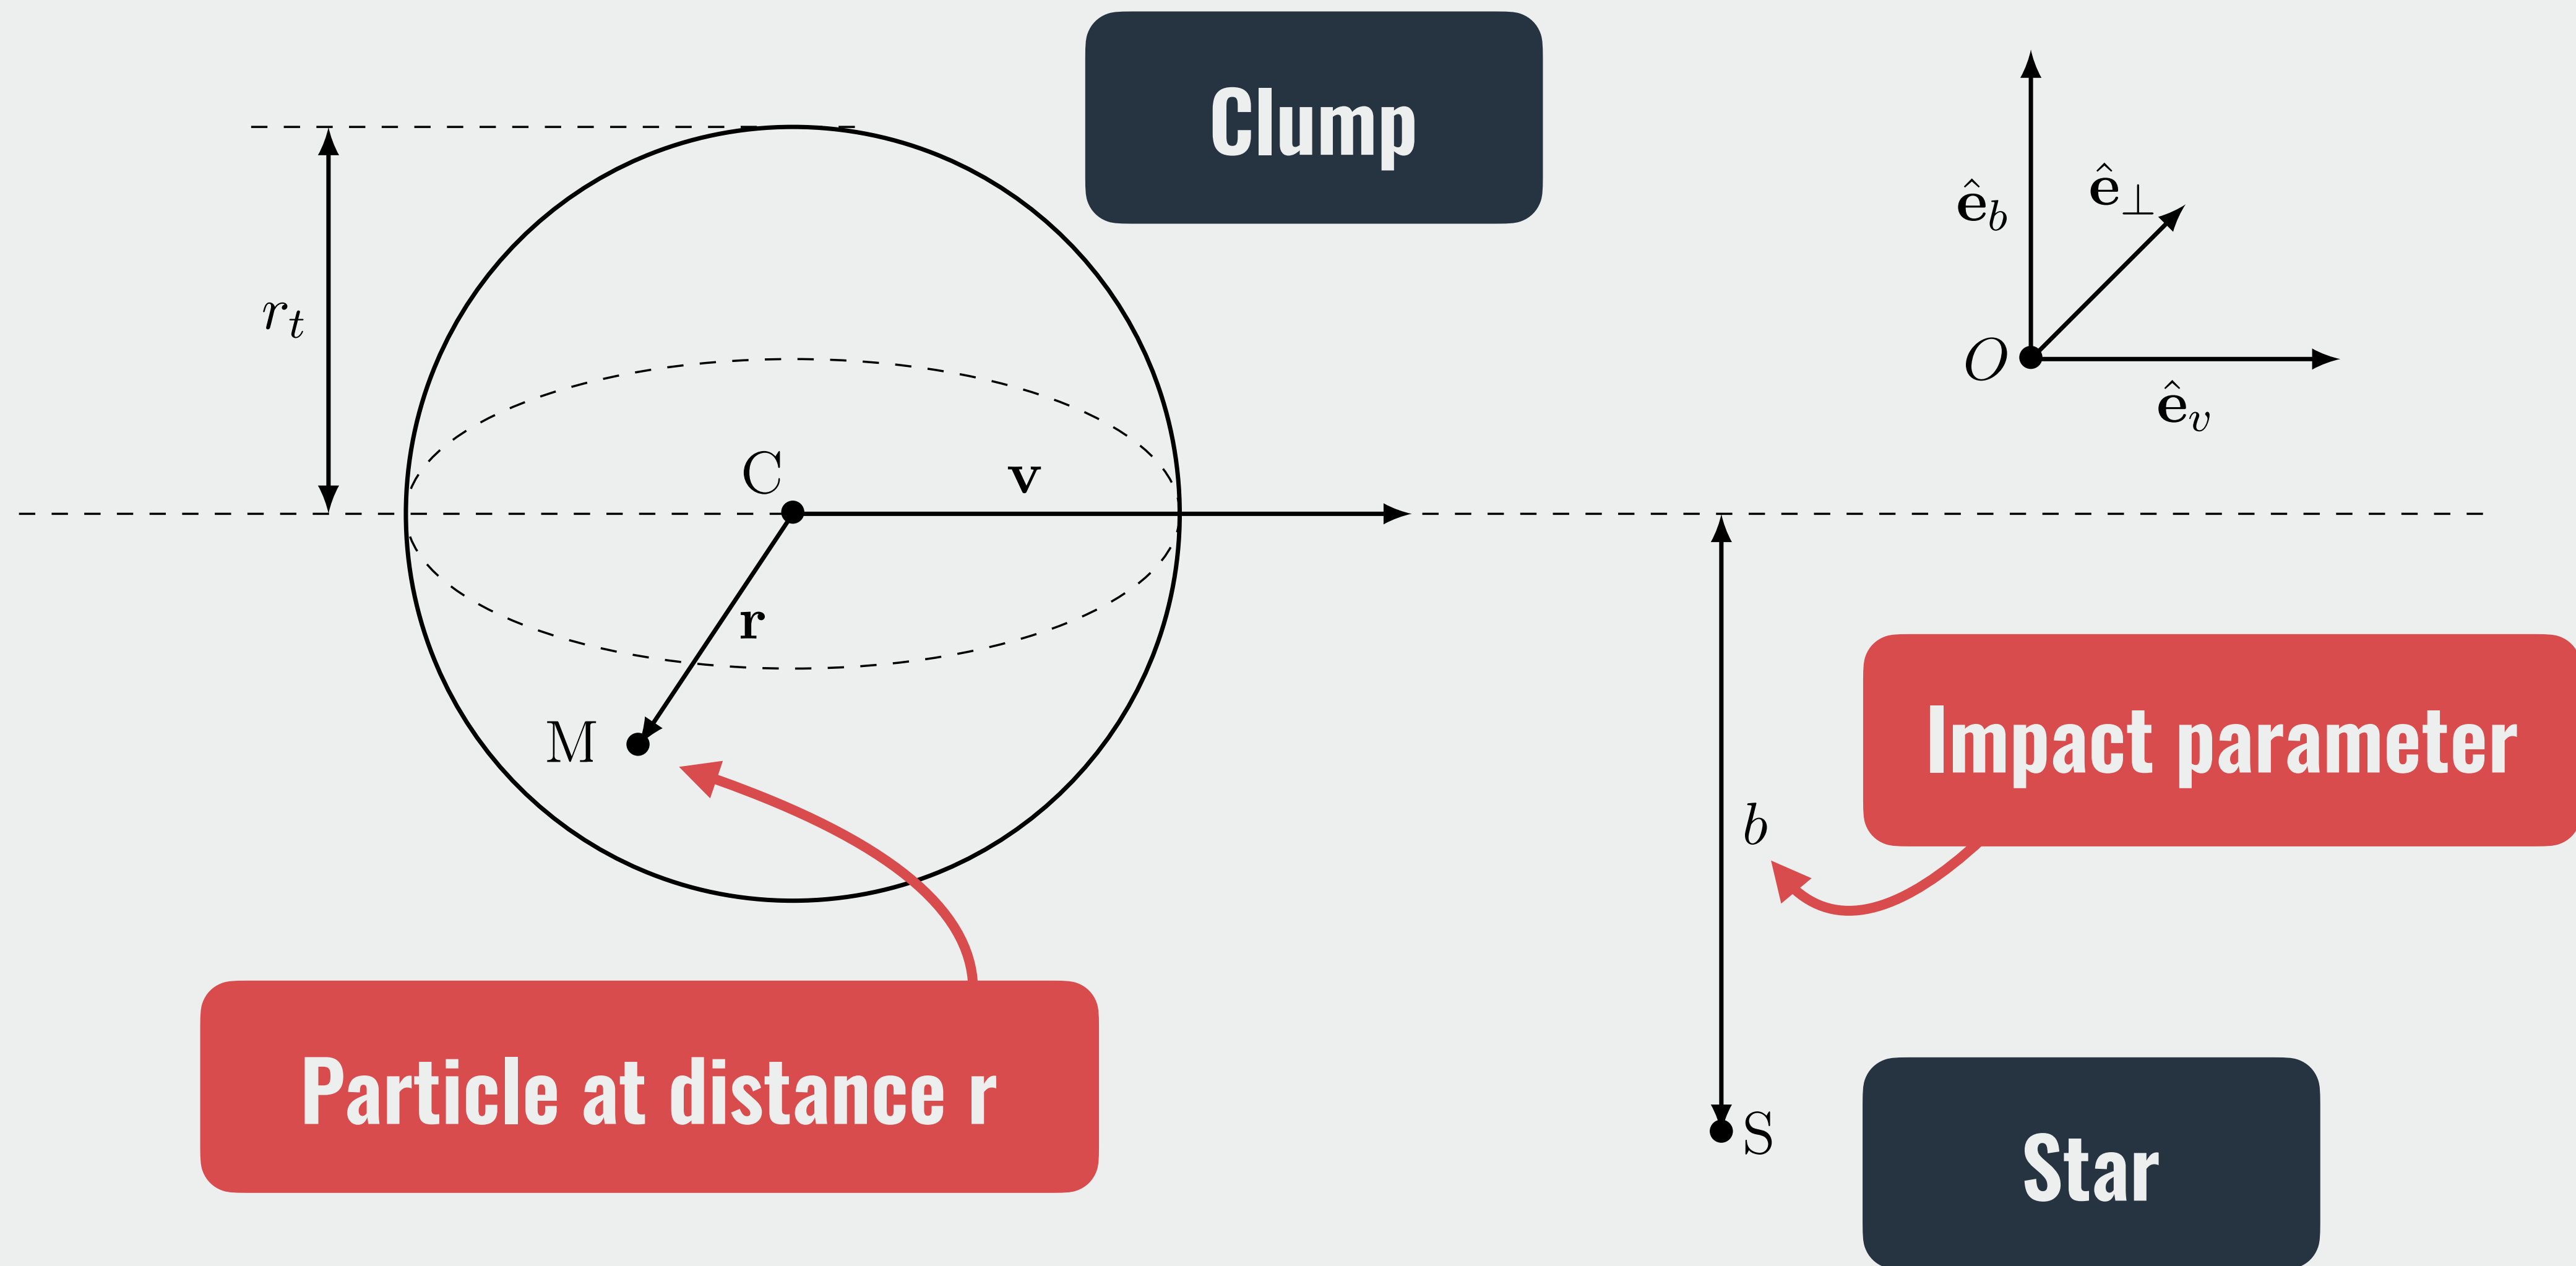 Clump
ê_b
ê_⊥
r_t
O
ê_v
C
v
r
M
Impact parameter
b
Particle at distance r
S
Star